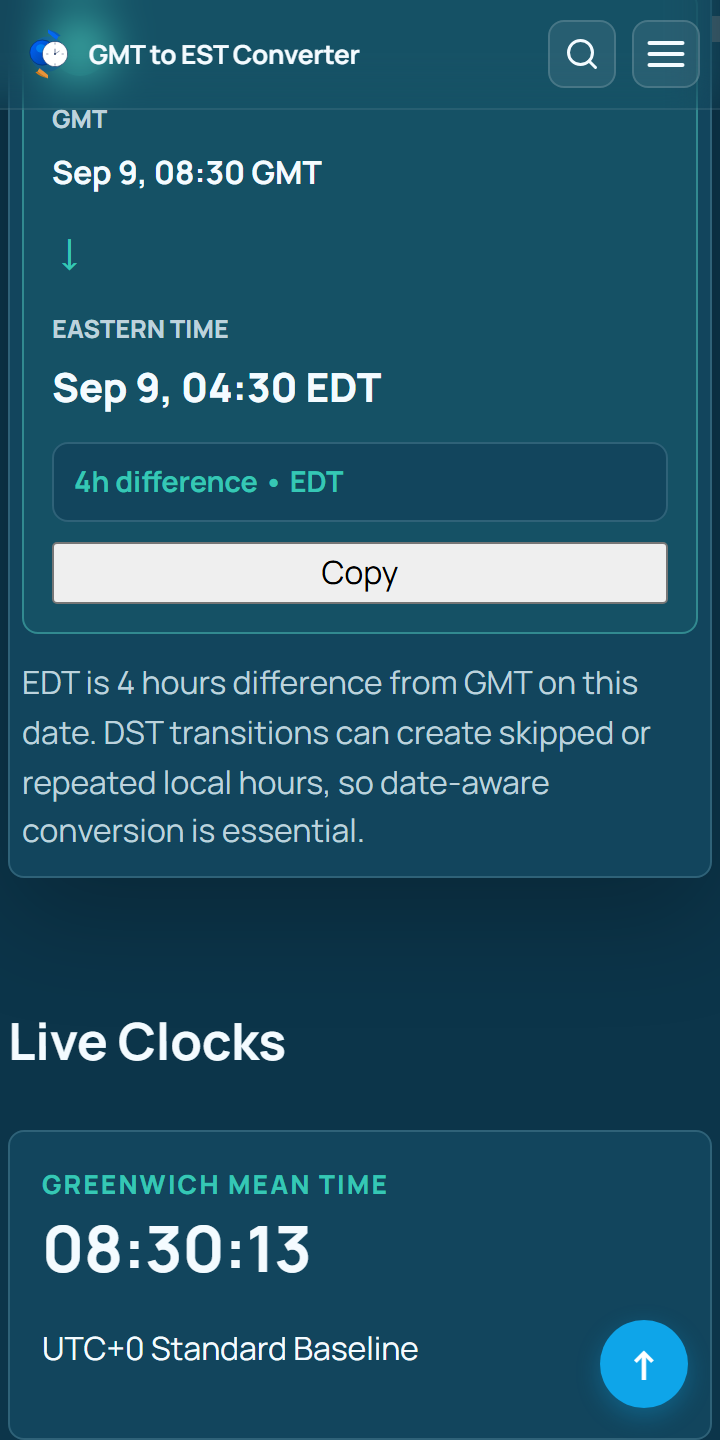 GMT to EST Converter
GMT
Sep 9, 08:30 GMT
↓
EASTERN TIME
Sep 9, 04:30 EDT
4h difference • EDT
Copy
EDT is 4 hours difference from GMT on this
date. DST transitions can create skipped or
repeated local hours, so date-aware
conversion is essential.
Live Clocks
GREENWICH MEAN TIME
08:30:13
UTC+0 Standard Baseline
↑